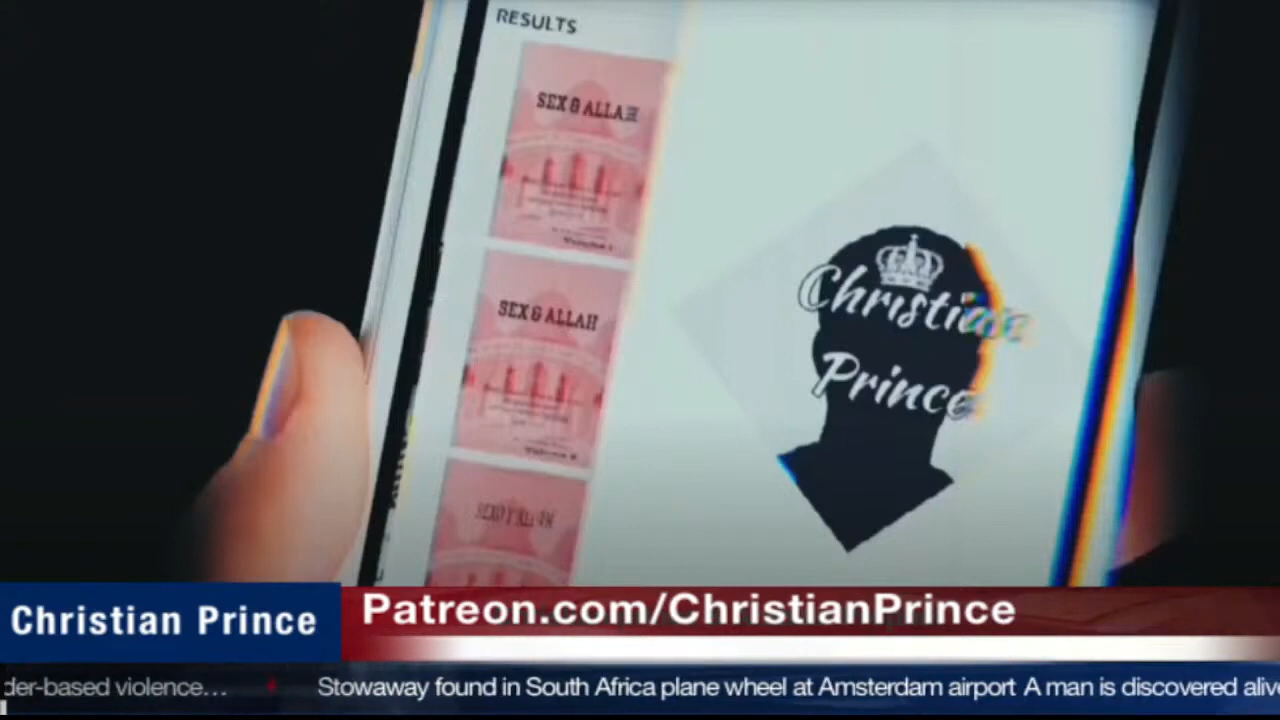 RESULTS
SEX & ALLAH
SEX & ALLAH
Christian
Prince
Christian Prince
Patreon.com/ChristianPrince
der-based violence...
Stowaway found in South Africa plane wheel at Amsterdam airport A man is discovered alive